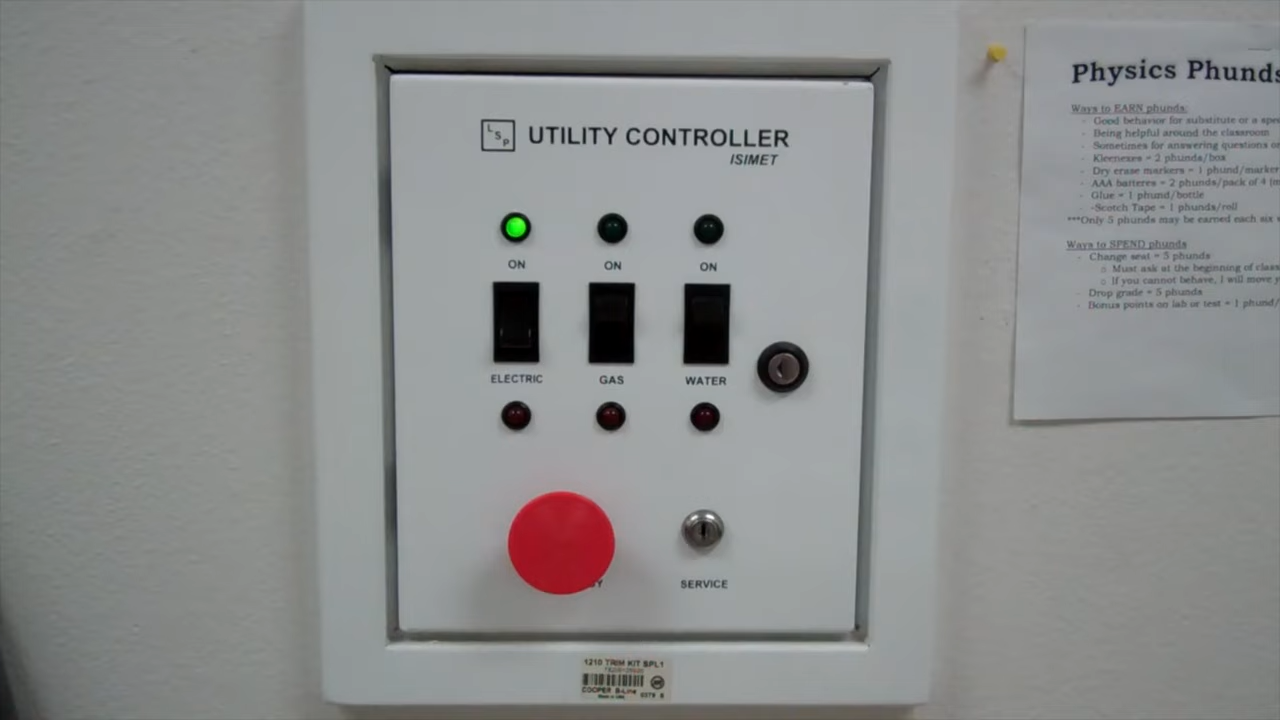 LSP UTILITY CONTROLLER
ISIMET
ON ON ON
ELECTRIC GAS WATER
SERVICE
1210 TRIM KIT SPL1
COOPER B-Line
Physics Phunds
Ways to EARN phunds:
- Good behavior for substitute or a
- Being helpful around the classroom
- Sometimes for answering questions
- Kleenexes = 2 phunds/box
- Dry erase markers = 1 phund/marker
- AAA batteres = 2 phunds/pack of 4
- Glue = 1 phund/bottle
- -Scotch Tape = 1 phunds/roll
***Only 5 phunds may be earned each six
Ways to SPEND phunds
- Change seat = 5 phunds
o Must ask at the beginning of
o If you cannot behave, I will move
- Drop grade = 5 phunds
- Bonus points on lab or test = 1 phund/